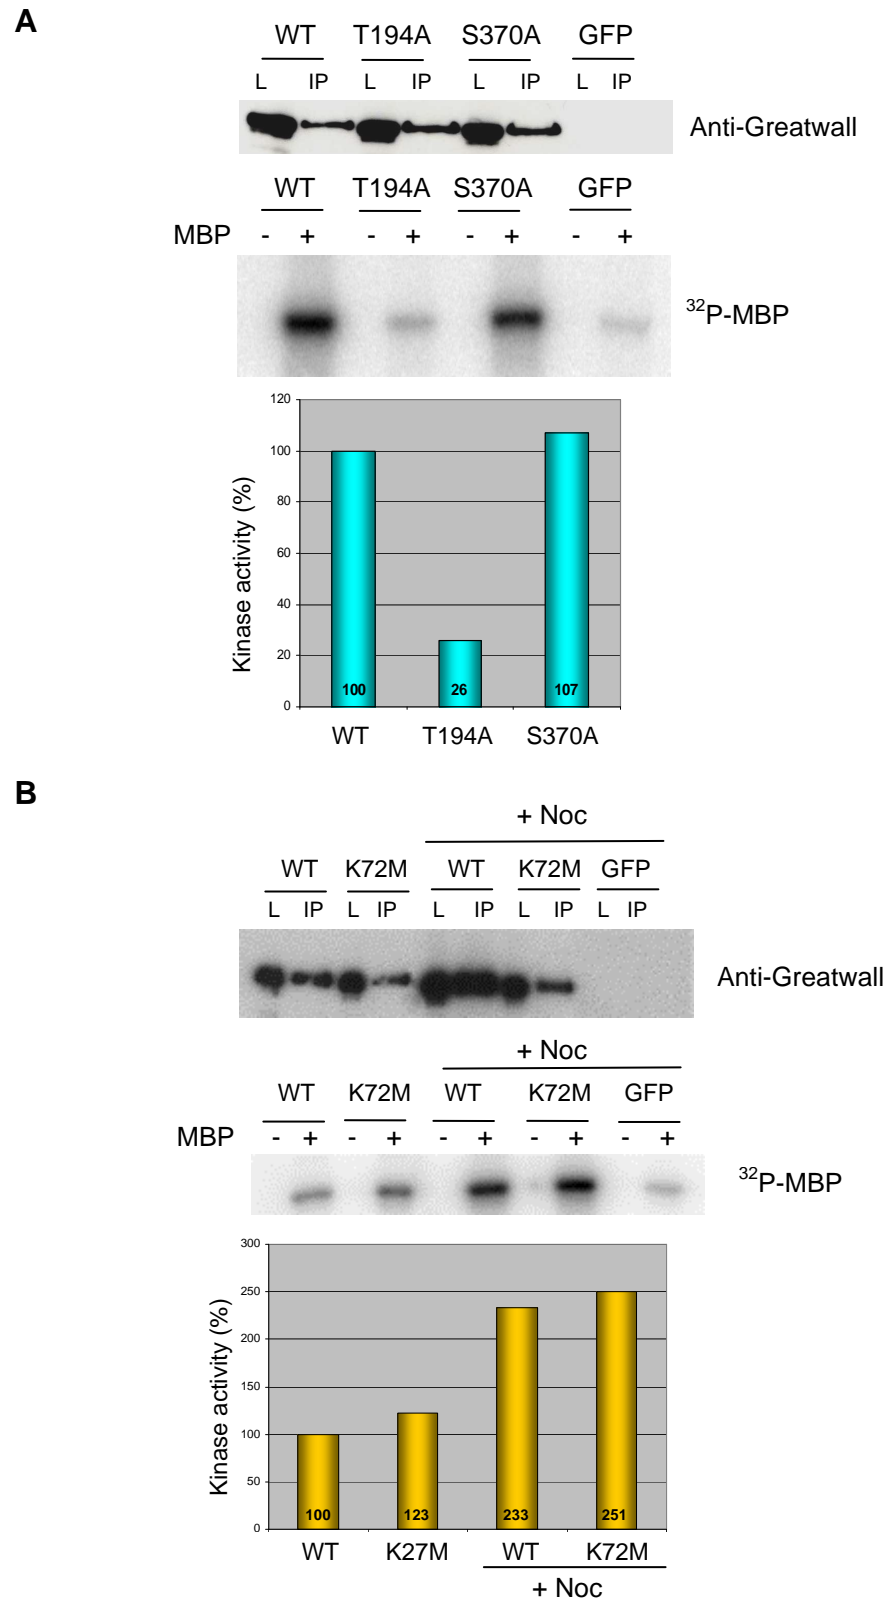 A
WT T194A S370A GFP
L IP L IP L IP L IP
Anti-Greatwall
WT T194A S370A GFP
MBP - + - + - + - +
32P-MBP
120
100
80
60
40
20
0
Kinase activity (%)
100 26 107
WT T194A S370A
B
+ Noc
WT K72M WT K72M GFP
L IP L IP L IP L IP L IP
Anti-Greatwall
+ Noc
WT K72M WT K72M GFP
MBP - + - + - + - + - +
32P-MBP
300
250
200
150
100
50
0
Kinase activity (%)
100 123 233 251
WT K27M WT K72M
+ Noc